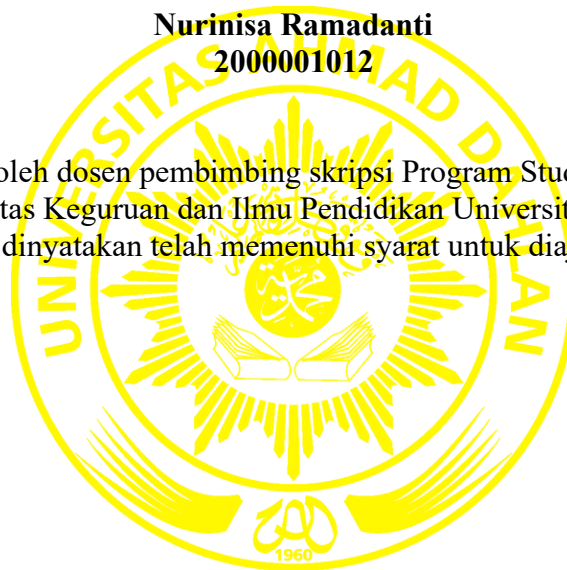 Nurinisa Ramadanti
2000001012
oleh dosen pembimbing skripsi Program Stud
tas Keguruan dan Ilmu Pendidikan Universit
dinyatakan telah memenuhi syarat untuk dia
UNIVERSITAS AHMAD DAHLAN
1960